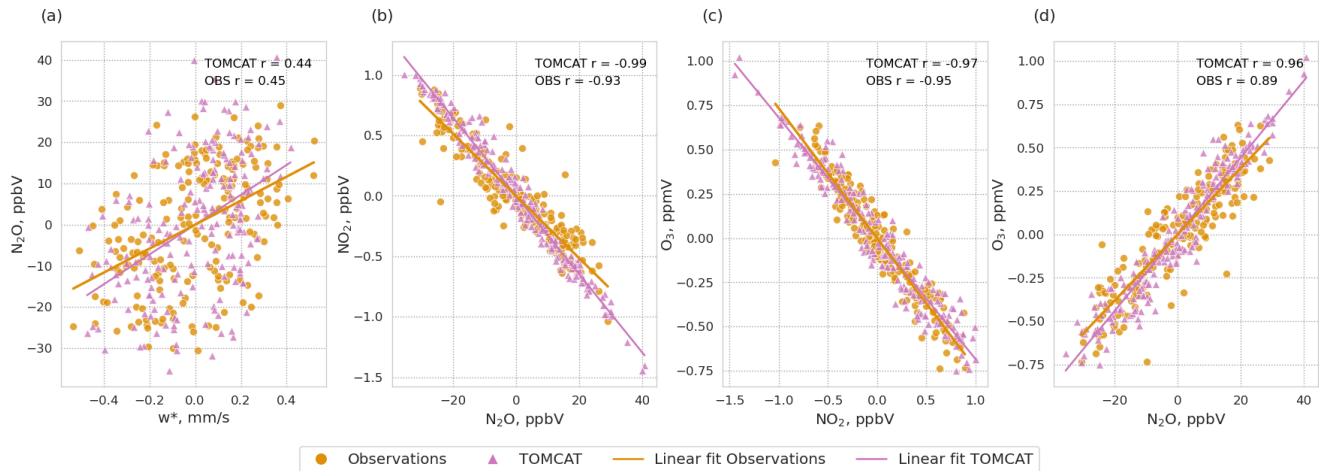 (a)
TOMCAT r = 0.44
OBS r = 0.45
N₂O, ppbV
40
30
20
10
0
−10
−20
−30
−0.4
−0.2
0.0
0.2
0.4
w*, mm/s
(b)
TOMCAT r = -0.99
OBS r = -0.93
NO₂, ppbV
1.0
0.5
0.0
−0.5
−1.0
−1.5
−20
0
20
40
N₂O, ppbV
(c)
TOMCAT r = -0.97
OBS r = -0.95
O₃, ppmV
1.00
0.75
0.50
0.25
0.00
−0.25
−0.50
−0.75
−1.5
−1.0
−0.5
0.0
0.5
1.0
NO₂, ppbV
(d)
TOMCAT r = 0.96
OBS r = 0.89
O₃, ppmV
1.00
0.75
0.50
0.25
0.00
−0.25
−0.50
−0.75
−20
0
20
40
N₂O, ppbV
Observations
TOMCAT
Linear fit Observations
Linear fit TOMCAT